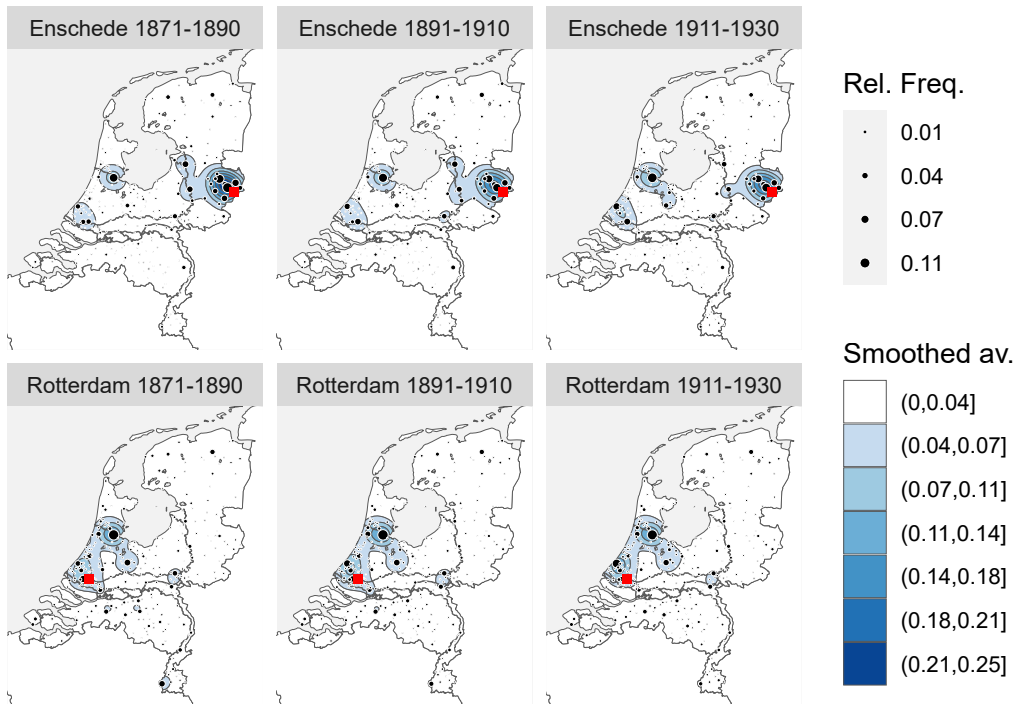 Enschede 1871-1890
Enschede 1891-1910
Enschede 1911-1930
Rotterdam 1871-1890
Rotterdam 1891-1910
Rotterdam 1911-1930
Rel. Freq.
0.01
0.04
0.07
0.11
Smoothed av.
(0,0.04]
(0.04,0.07]
(0.07,0.11]
(0.11,0.14]
(0.14,0.18]
(0.18,0.21]
(0.21,0.25]